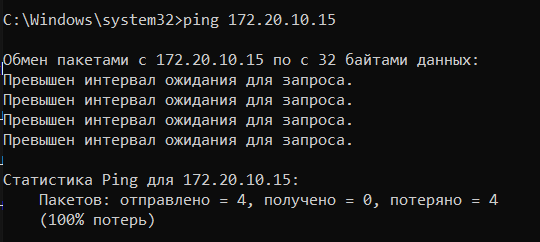 C:\Windows\system32>ping 172.20.10.15
Обмен пакетами с 172.20.10.15 по с 32 байтами данных:
Превышен интервал ожидания для запроса.
Превышен интервал ожидания для запроса.
Превышен интервал ожидания для запроса.
Превышен интервал ожидания для запроса.
Статистика Ping для 172.20.10.15:
Пакетов: отправлено = 4, получено = 0, потеряно = 4
(100% потерь)